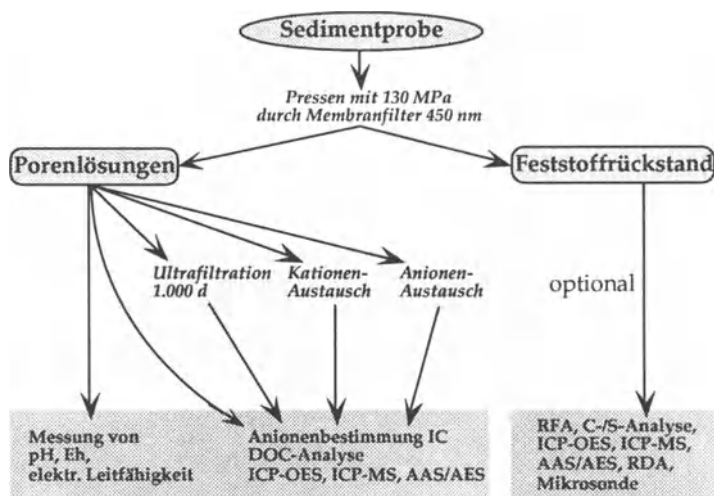 Sedimentprobe
Pressen mit 130 MPa
durch Membranfilter 450 nm
Porenlösungen
Feststoffrückstand
Ultrafiltration
1.000 d
Kationen-
Austausch
Anionen-
Austausch
optional
Messung von
pH, Eh,
elektr. Leitfähigkeit
Anionenbestimmung IC
DOC-Analyse
ICP-OES, ICP-MS, AAS/AES
RFA, C-/S-Analyse,
ICP-OES, ICP-MS,
AAS/AES, RDA,
Mikrosonde